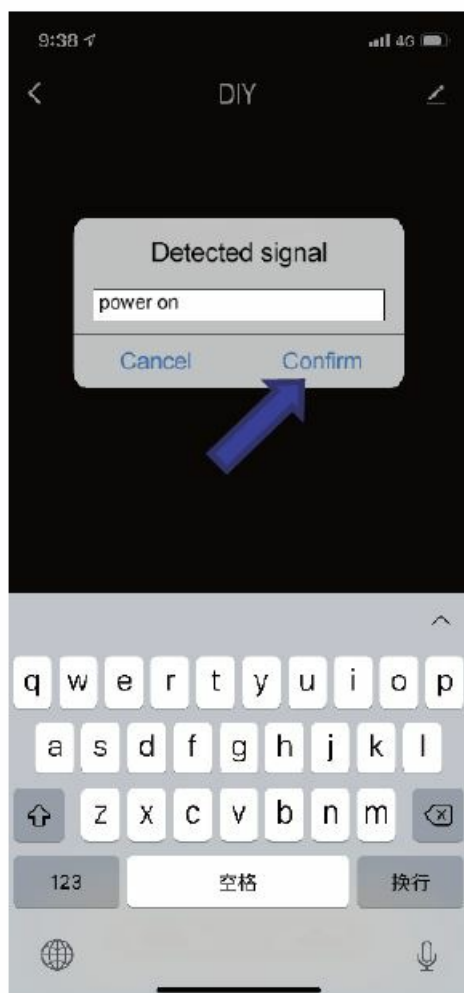 9:38
4G
DIY
Detected signal
power on
Cancel Confirm
q w e r t y u i o p
a s d f g h j k l
z x c v b n m
123 空格 换行